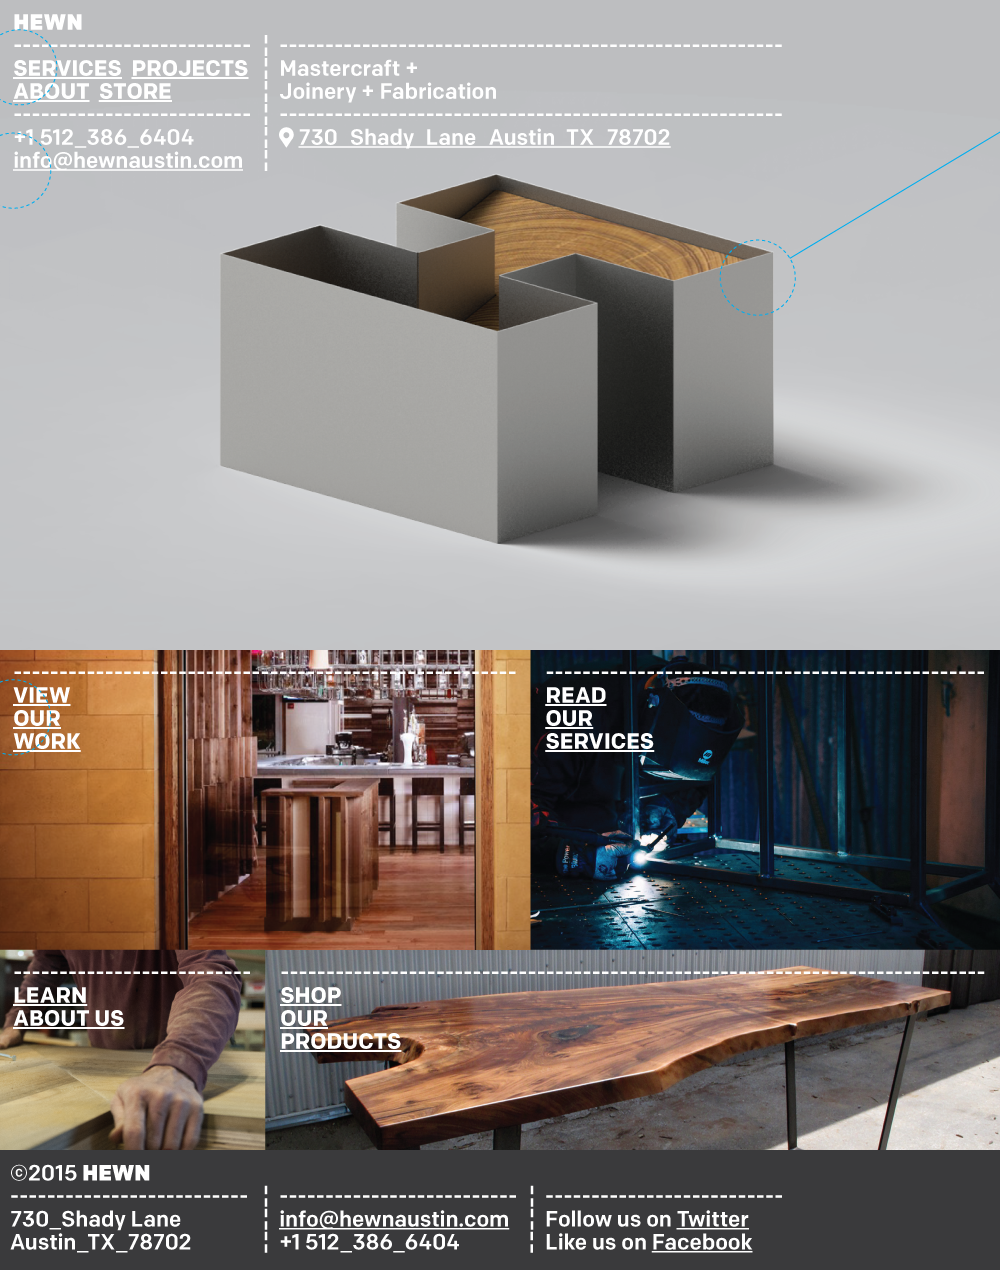 HEWN
SERVICES PROJECTS
ABOUT STORE
+1 512_386_6404
info@hewnaustin.com
Mastercraft +
Joinery + Fabrication
730_Shady_Lane_Austin_TX_78702
VIEW
OUR
WORK
READ
OUR
SERVICES
LEARN
ABOUT US
SHOP
OUR
PRODUCTS
©2015 HEWN
730_Shady Lane
Austin_TX_78702
info@hewnaustin.com
+1 512_386_6404
Follow us on Twitter
Like us on Facebook